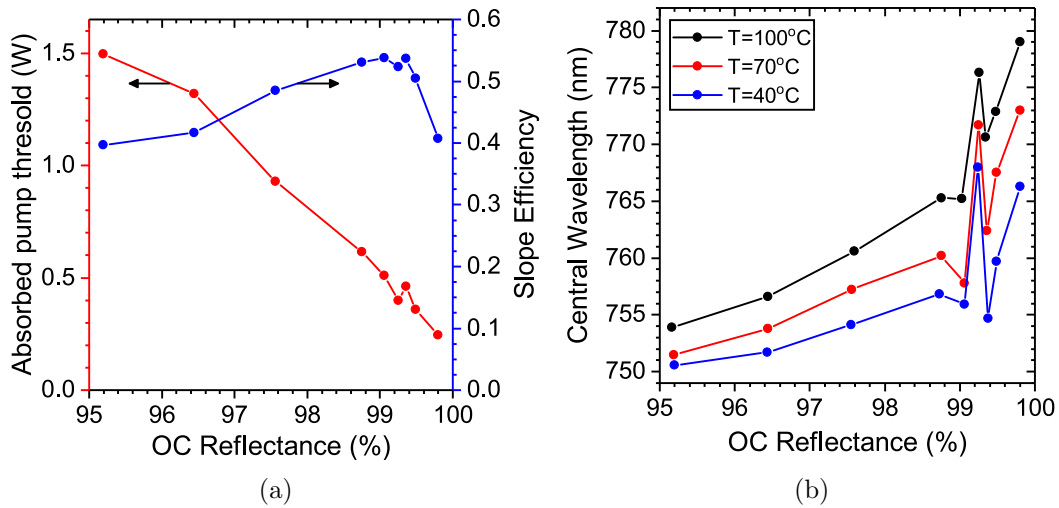 Absorbed pump thresold (W)
1.5
1.0
0.5
0.0
0.6
0.5
0.4
0.3
0.2
0.1
0.0
Slope Efficiency
95 96 97 98 99 100
OC Reflectance (%)
(a)
Central Wavelength (nm)
780
775
770
765
760
755
750
T=100°C
T=70°C
T=40°C
95 96 97 98 99 100
OC Reflectance (%)
(b)